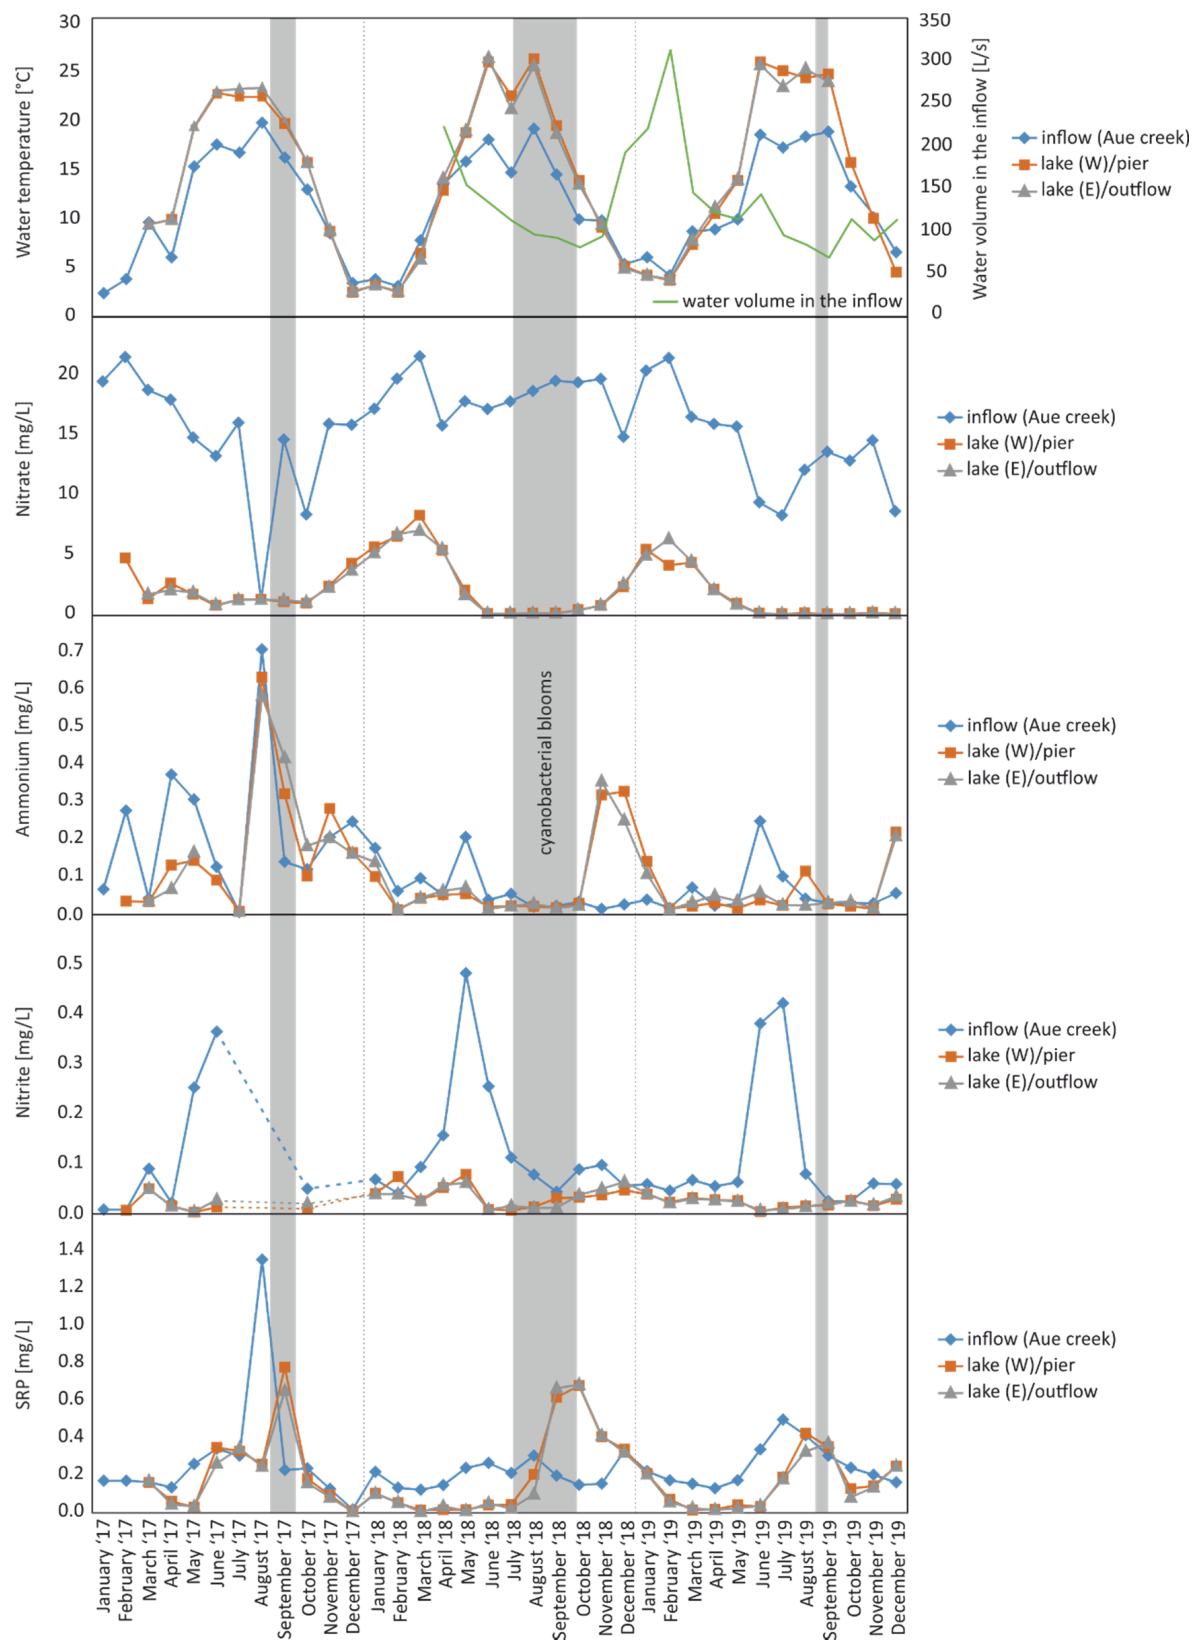 Water temperature [°C]
30
25
20
15
10
5
0
350
300
250
200
150
100
50
0
Water volume in the inflow [L/s]
water volume in the inflow
inflow (Aue creek)
lake (W)/pier
lake (E)/outflow
Nitrate [mg/L]
20
15
10
5
0
inflow (Aue creek)
lake (W)/pier
lake (E)/outflow
Ammonium [mg/L]
0.7
0.6
0.5
0.4
0.3
0.2
0.1
0.0
cyanobacterial blooms
inflow (Aue creek)
lake (W)/pier
lake (E)/outflow
Nitrite [mg/L]
0.5
0.4
0.3
0.2
0.1
0.0
inflow (Aue creek)
lake (W)/pier
lake (E)/outflow
SRP [mg/L]
1.4
1.2
1.0
0.8
0.6
0.4
0.2
0.0
inflow (Aue creek)
lake (W)/pier
lake (E)/outflow
January ‘17
February ‘17
March ‘17
April ‘17
May ‘17
June ‘17
July ‘17
August ‘17
September ‘17
October ‘17
November ‘17
December ‘17
January ‘18
February ‘18
March ‘18
April ‘18
May ‘18
June ‘18
July ‘18
August ‘18
September ‘18
October ‘18
November ‘18
December ‘18
January ‘19
February ‘19
March ‘19
April ‘19
May ‘19
June ‘19
July ‘19
August ‘19
September ‘19
October ‘19
November ‘19
December ‘19